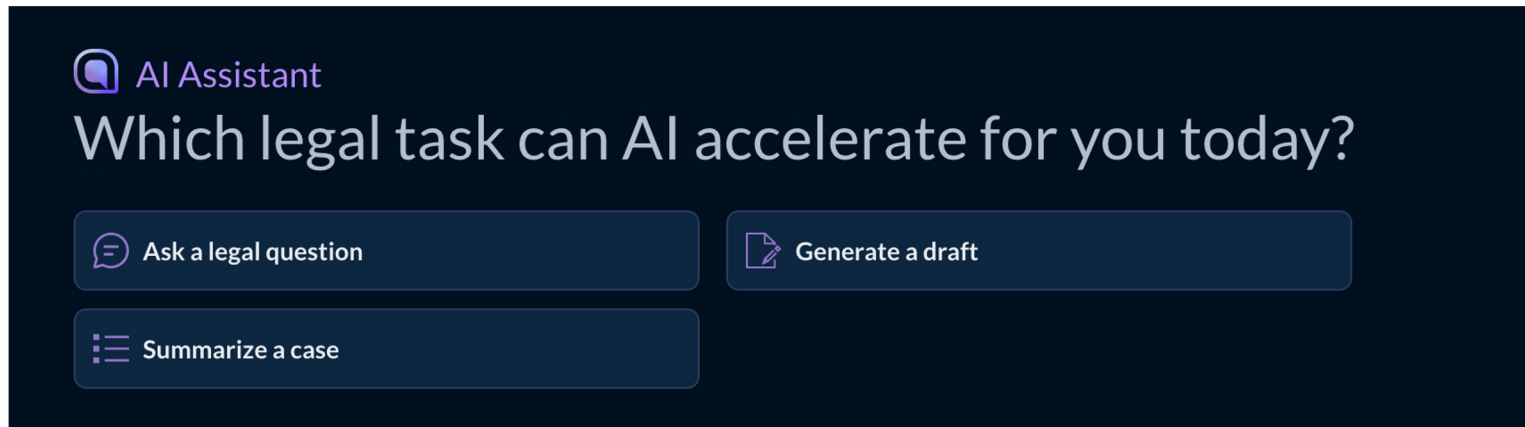 AI Assistant
Which legal task can AI accelerate for you today?
Ask a legal question
Generate a draft
Summarize a case